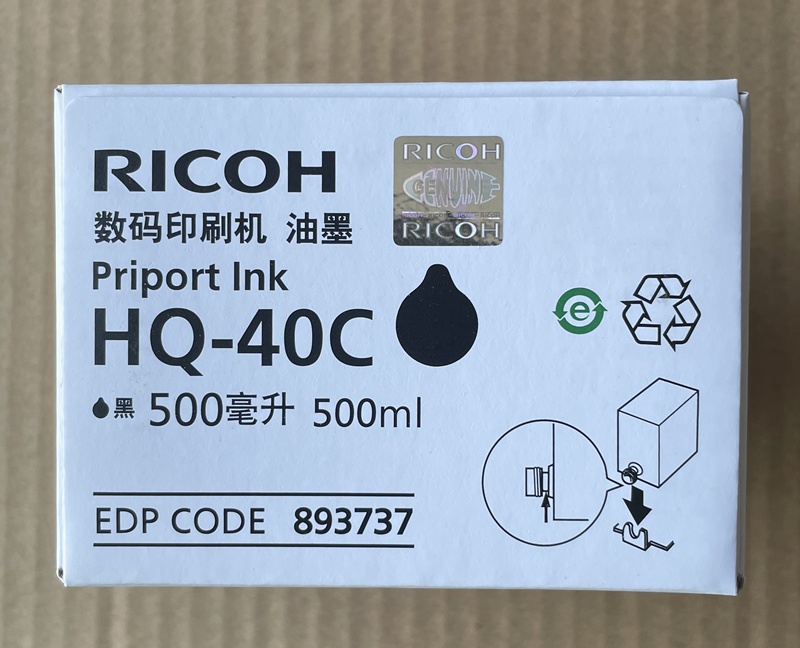 RICOH
数码印刷机 油墨
Priport Ink
HQ-40C
黑 500毫升 500ml
EDP CODE 893737
RICOH
GENUINE
RICOH
e